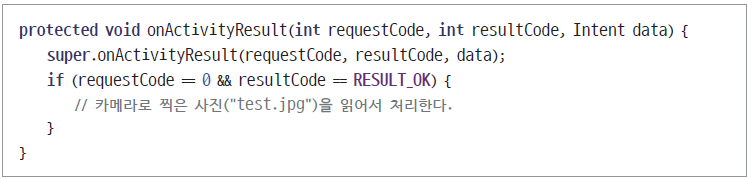 protected void onActivityResult(int requestCode, int resultCode, Intent data) {
super.onActivityResult(requestCode, resultCode, data);
if (requestCode == 0 && resultCode == RESULT_OK) {
// 카메라로 찍은 사진("test.jpg")을 읽어서 처리한다.
}
}